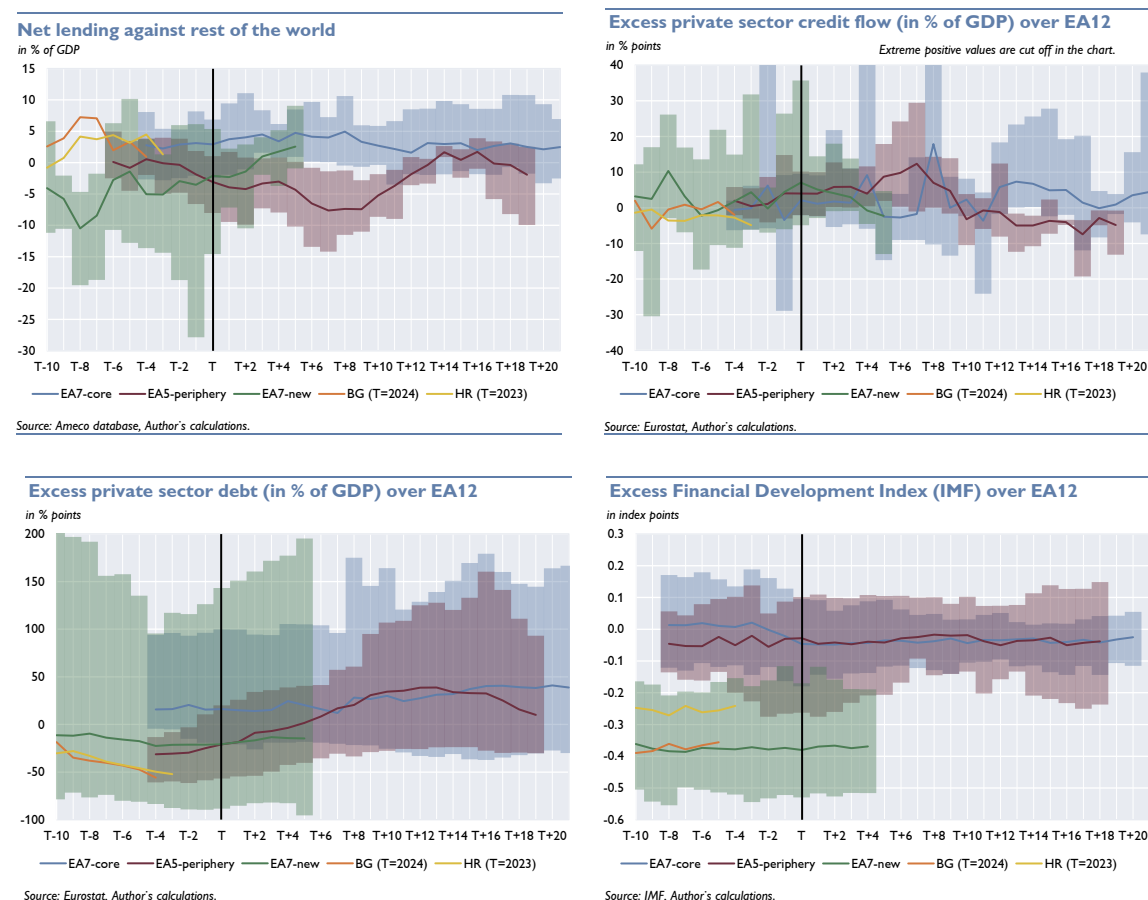 Net lending against rest of the world
in % of GDP
15
10
5
0
-5
-10
-15
-20
-25
-30
T-10 T-8 T-6 T-4 T-2 T T+2 T+4 T+6 T+8 T+10 T+12 T+14 T+16 T+18 T+20
EA7-core EA5-periphery EA7-new BG (T=2024) HR (T=2023)
Source: Ameco database, Author's calculations.
Excess private sector credit flow (in % of GDP) over EA12
in % points
Extreme positive values are cut off in the chart.
40
30
20
10
0
-10
-20
-30
-40
T-10 T-8 T-6 T-4 T-2 T T+2 T+4 T+6 T+8 T+10 T+12 T+14 T+16 T+18 T+20
EA7-core EA5-periphery EA7-new BG (T=2024) HR (T=2023)
Source: Eurostat, Author's calculations.
Excess private sector debt (in % of GDP) over EA12
in % points
200
150
100
50
0
-50
-100
T-10 T-8 T-6 T-4 T-2 T T+2 T+4 T+6 T+8 T+10 T+12 T+14 T+16 T+18 T+20
EA7-core EA5-periphery EA7-new BG (T=2024) HR (T=2023)
Source: Eurostat, Author's calculations.
Excess Financial Development Index (IMF) over EA12
in index points
0.3
0.2
0.1
0.0
-0.1
-0.2
-0.3
-0.4
-0.5
-0.6
T-10 T-8 T-6 T-4 T-2 T T+2 T+4 T+6 T+8 T+10 T+12 T+14 T+16 T+18 T+20
EA7-core EA5-periphery EA7-new BG (T=2024) HR (T=2023)
Source: IMF, Author's calculations.